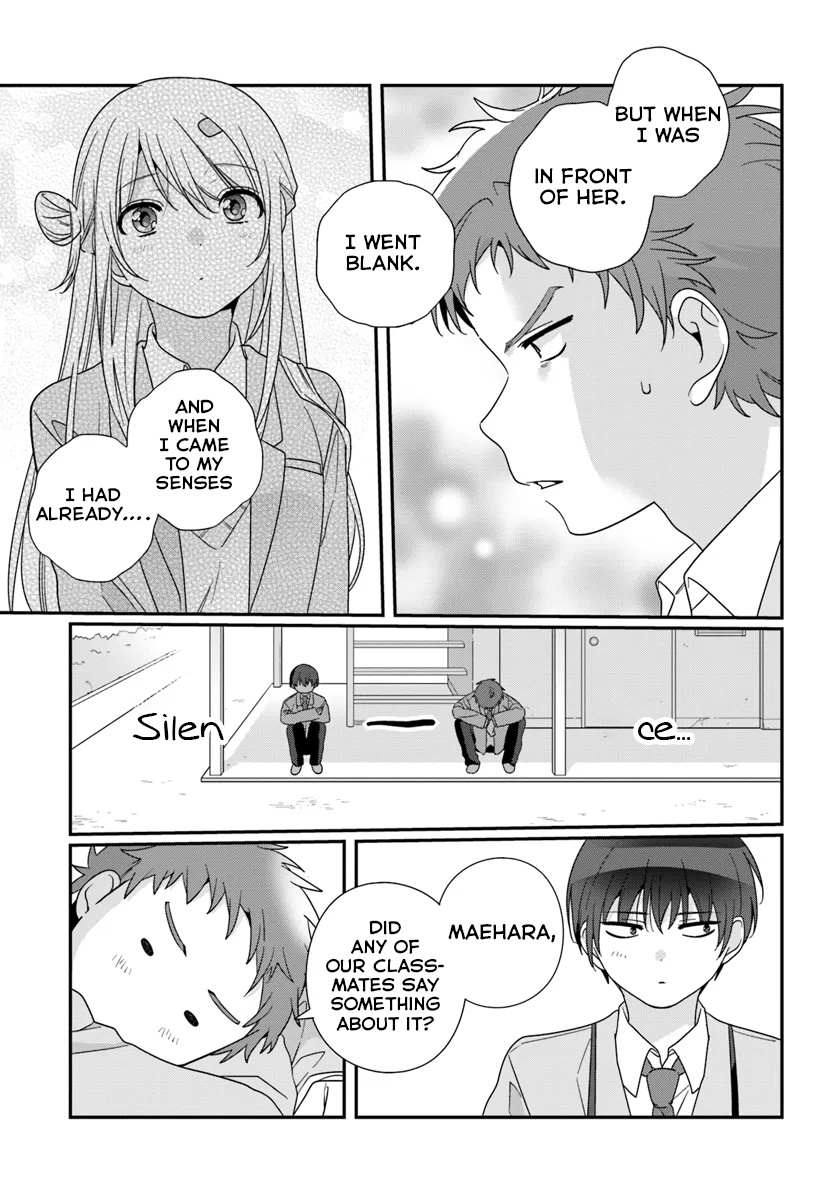 BUT WHEN
I WAS
IN FRONT
OF HER.
I WENT
BLANK.
AND
WHEN
I CAME
TO MY
SENSES
I HAD
ALREADY....
Silen — ce...
MAEHARA,
DID
ANY OF
OUR CLASS-
MATES SAY
SOMETHING
ABOUT IT?